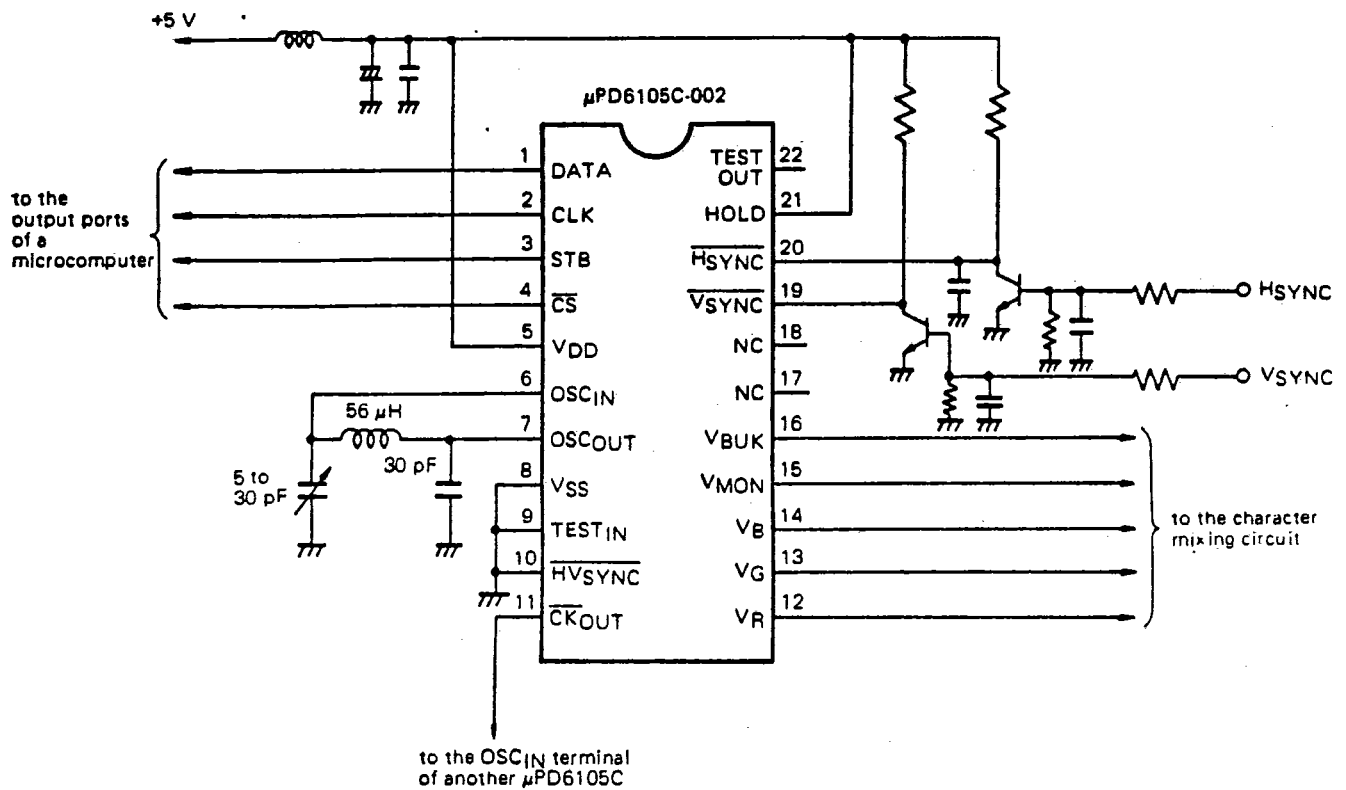 +5 V
µPD6105C-002
to the
output ports
of a
microcomputer
1 DATA
2 CLK
3 STB
4 CS
5 VDD
6 OSCIN
7 OSCOUT
8 VSS
9 TESTIN
10 HVSYNC
11 CKOUT
22 TEST OUT
21 HOLD
20 HSYNC
19 VSYNC
18 NC
17 NC
16 VBUK
15 VMON
14 VB
13 VG
12 VR
56 µH
30 pF
5 to
30 pF
HSYNC
VSYNC
to the character
mixing circuit
to the OSCIN terminal
of another µPD6105C